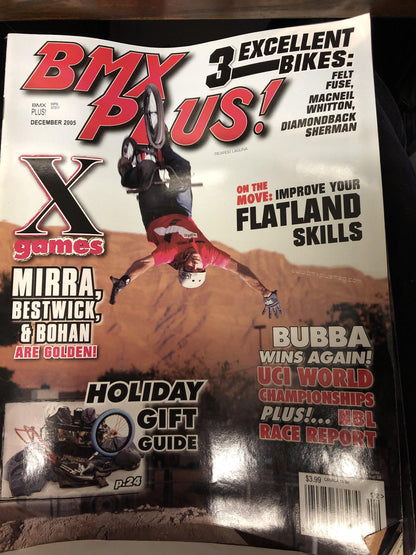 BMX
PLUS!
BMX
PLUS!
DECEMBER 2005
3 EXCELLENT
BIKES:
FELT
FUSE,
MACNEIL
WHITTON,
DIAMONDBACK
SHERMAN
X
games
ON THE
MOVE: IMPROVE YOUR
FLATLAND
SKILLS
MIRRA,
BESTWICK,
& BOHAN
ARE GOLDEN!
BUBBA
WINS AGAIN!
UCI WORLD
CHAMPIONSHIPS
PLUS!... NBL
RACE REPORT
HOLIDAY
GIFT
GUIDE
p.24
$3.99